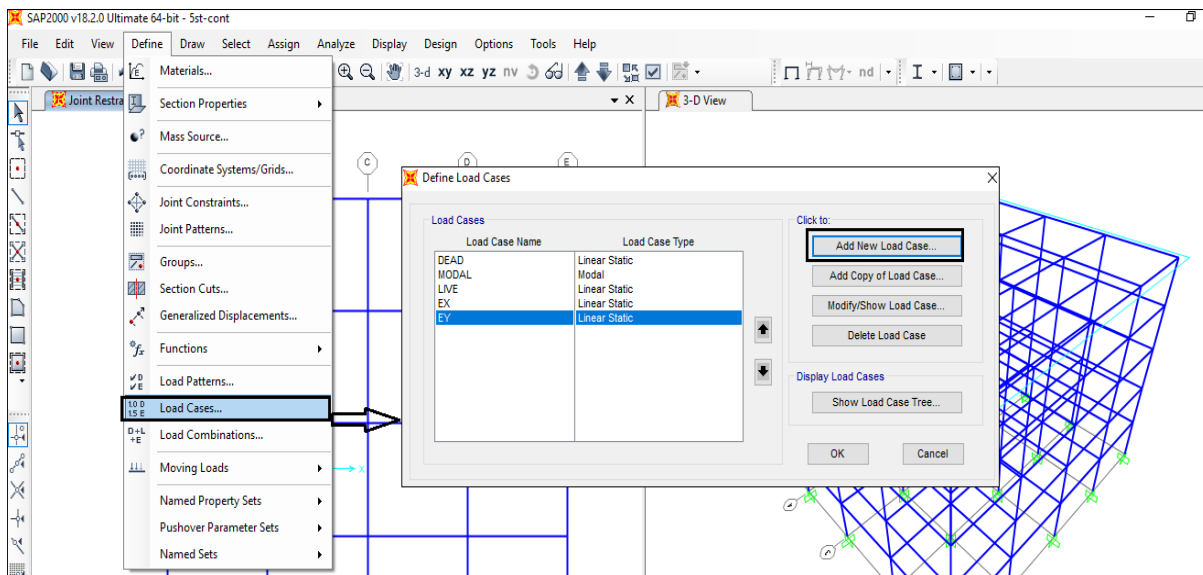 SAP2000 v18.2.0 Ultimate 64-bit - 5st-cont
File Edit View Define Draw Select Assign Analyze Display Design Options Tools Help
3-d xy xz yz nv
nd
Joint Restra
3-D View
Materials...
Section Properties
Mass Source...
Coordinate Systems/Grids...
Joint Constraints...
Joint Patterns...
Groups...
Section Cuts...
Generalized Displacements...
Functions
Load Patterns...
Load Cases...
Load Combinations...
Moving Loads
Named Property Sets
Pushover Parameter Sets
Named Sets
C D E
X
Define Load Cases
Load Cases
Load Case Name Load Case Type
DEAD Linear Static
MODAL Modal
LIVE Linear Static
EX Linear Static
EY Linear Static
Click to:
Add New Load Case...
Add Copy of Load Case...
Modify/Show Load Case...
Delete Load Case
Display Load Cases
Show Load Case Tree...
OK Cancel